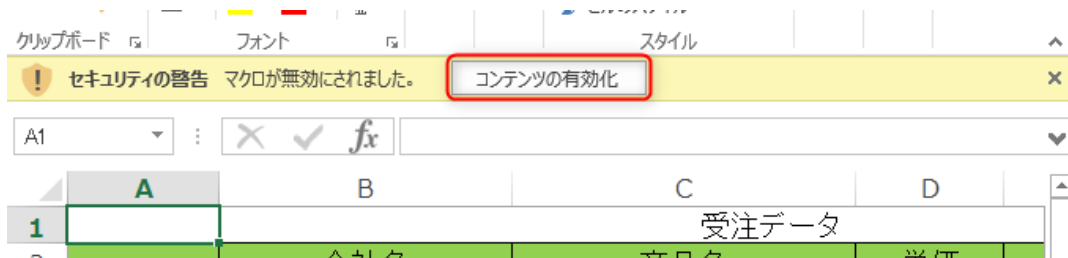 クリップボード フォント スタイル
セキュリティの警告 マクロが無効にされました。 コンテンツの有効化
A1 fx
A B C D
1 受注データ